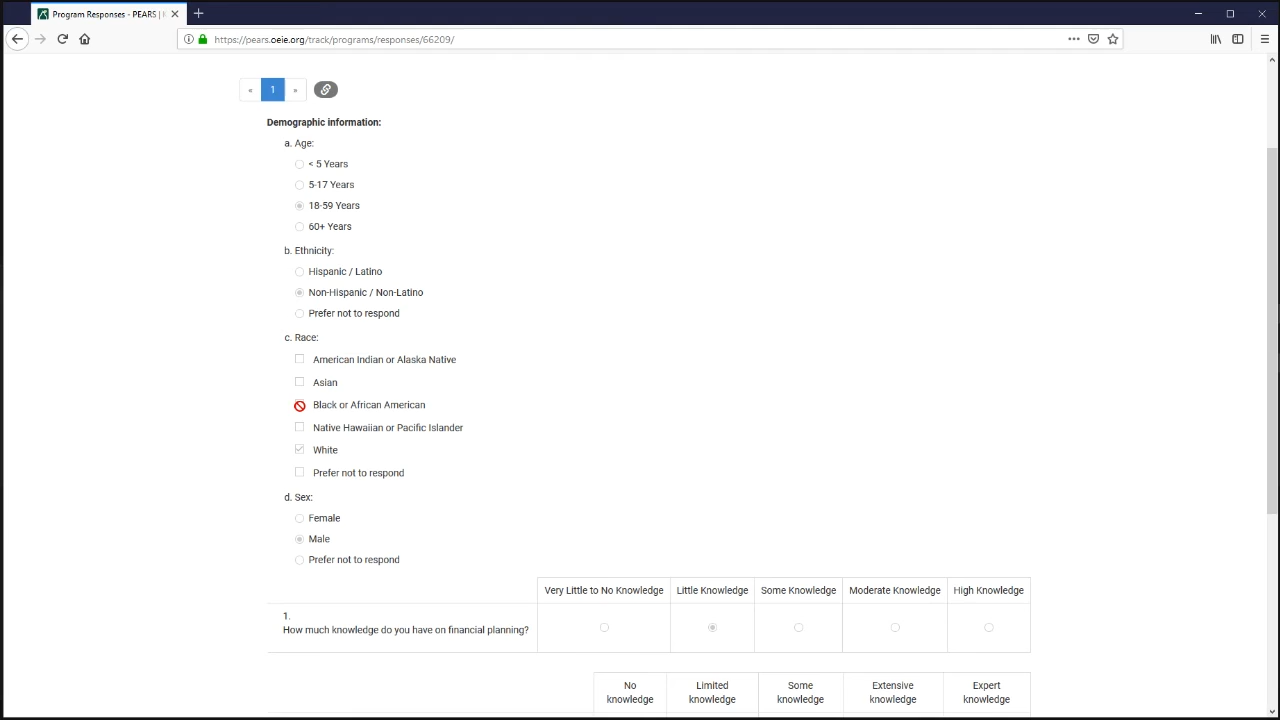 Program Responses - PEARS |
https://pears.oeie.org/track/programs/responses/66209/
« 1 »
Demographic information:
a. Age:
< 5 Years
5-17 Years
18-59 Years
60+ Years
b. Ethnicity:
Hispanic / Latino
Non-Hispanic / Non-Latino
Prefer not to respond
c. Race:
American Indian or Alaska Native
Asian
Black or African American
Native Hawaiian or Pacific Islander
White
Prefer not to respond
d. Sex:
Female
Male
Prefer not to respond
Very Little to No Knowledge Little Knowledge Some Knowledge Moderate Knowledge High Knowledge
1.
How much knowledge do you have on financial planning?
No Limited Some Extensive Expert
knowledge knowledge knowledge knowledge knowledge